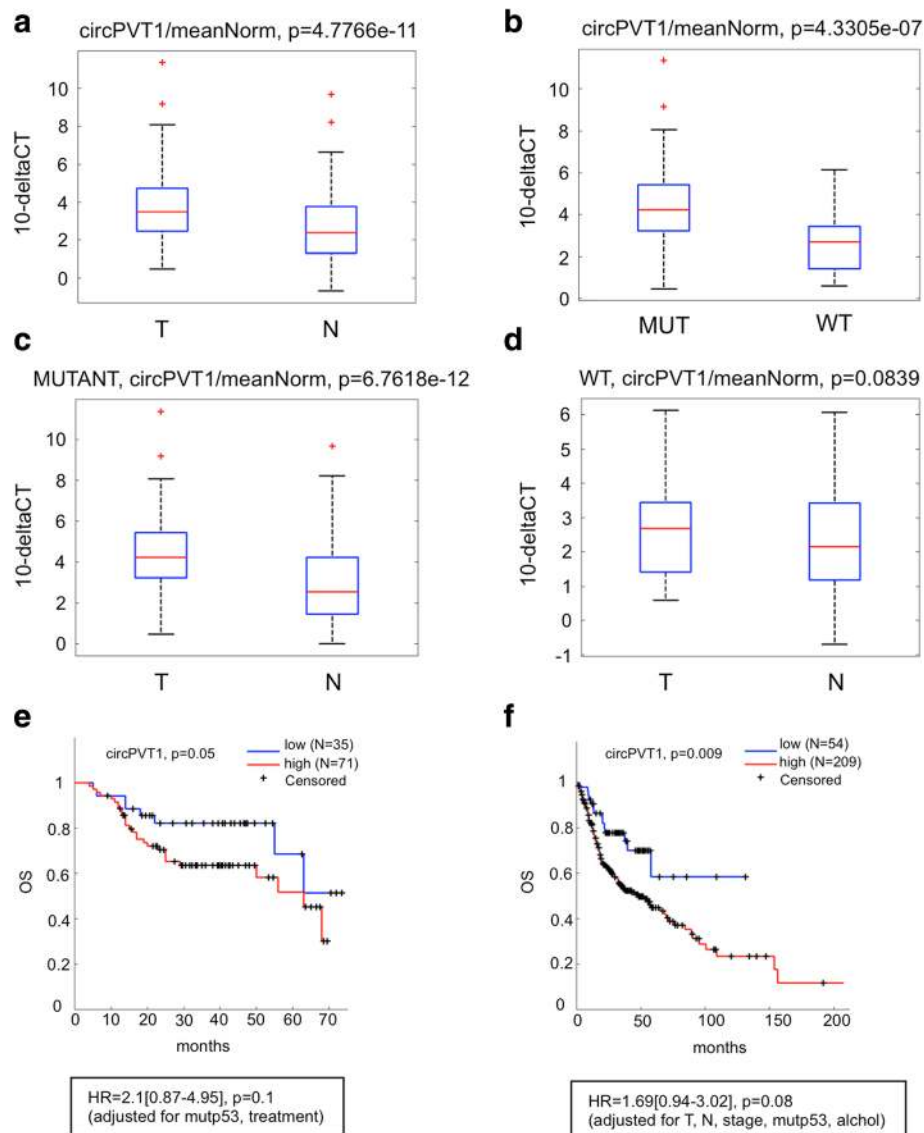 a
circPVT1/meanNorm, p=4.7766e-11
10-deltaCT
10
8
6
4
2
0
T N
b
circPVT1/meanNorm, p=4.3305e-07
10-deltaCT
10
8
6
4
2
0
MUT WT
c
MUTANT, circPVT1/meanNorm, p=6.7618e-12
10-deltaCT
10
8
6
4
2
0
T N
d
WT, circPVT1/meanNorm, p=0.0839
10-deltaCT
6
5
4
3
2
1
0
-1
T N
e
circPVT1, p=0.05
low (N=35)
high (N=71)
Censored
OS
1
0.8
0.6
0.4
0.2
0
0 10 20 30 40 50 60 70
months
HR=2.1[0.87-4.95], p=0.1
(adjusted for mutp53, treatment)
f
circPVT1, p=0.009
low (N=54)
high (N=209)
Censored
OS
1
0.8
0.6
0.4
0.2
0
0 50 100 150 200
months
HR=1.69[0.94-3.02], p=0.08
(adjusted for T, N, stage, mutp53, alchol)